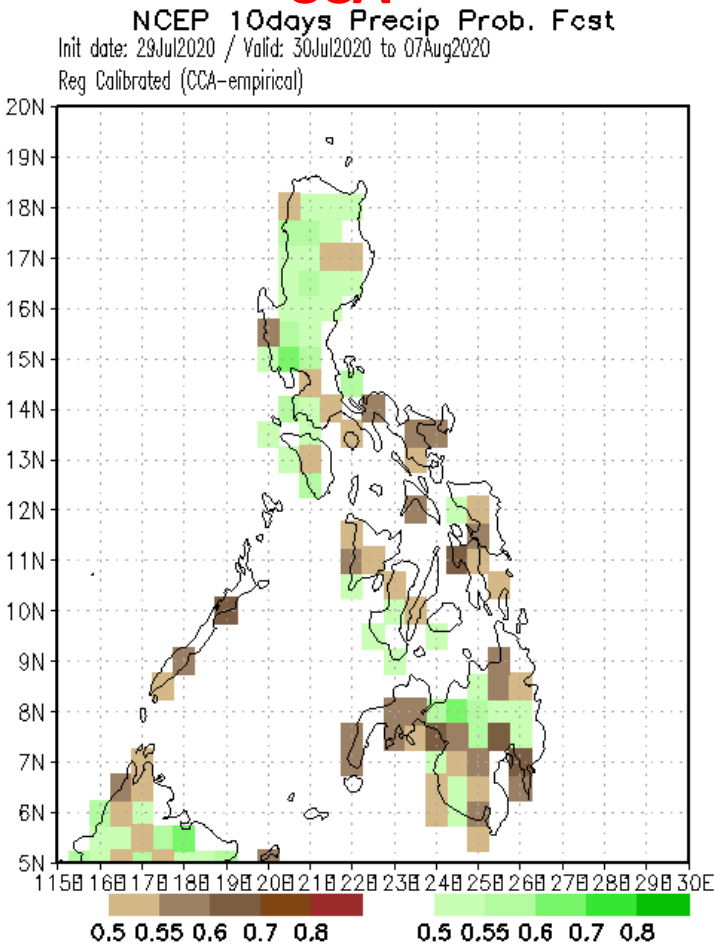 CCA
NCEP 10days Precip Prob. Fcst
Init date: 29Jul2020 / Valid: 30Jul2020 to 07Aug2020
Reg Calibrated (CCA-empirical)
20N
19N
18N
17N
16N
15N
14N
13N
12N
11N
10N
9N
8N
7N
6N
5N
115E 116E 117E 118E 119E 120E 121E 122E 123E 124E 125E 126E 127E 128E 129E 130E
0.5 0.55 0.6 0.7 0.8 0.5 0.55 0.6 0.7 0.8